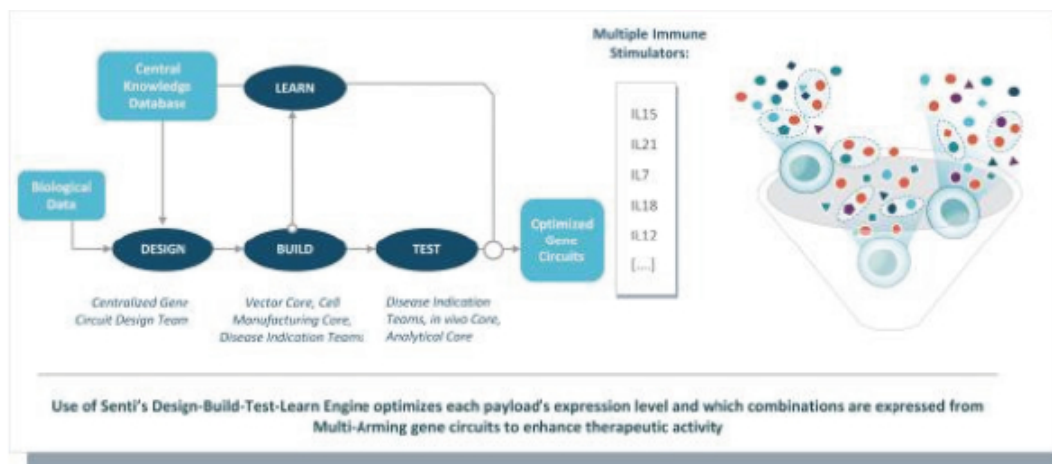 Multiple Immune
Stimulators:
Central
Knowledge
Database
LEARN
IL15
IL21
IL7
IL18
IL12
[....]
Biological
Data
DESIGN
BUILD
TEST
Optimized
Gene
Circuits
Centralized Gene
Circuit Design Team
Vector Core, Cell
Manufacturing Core,
Disease Indication Teams
Disease Indication
Teams, in vivo Core,
Analytical Core
Use of Senti's Design-Build-Test-Learn Engine optimizes each payload's expression level and which combinations are expressed from
Multi-Arming gene circuits to enhance therapeutic activity